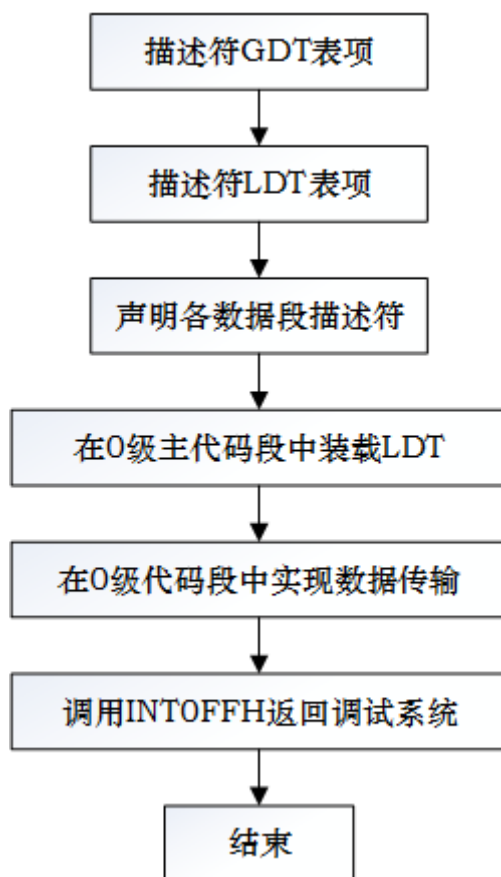 描述符GDT表项
描述符LDT表项
声明各数据段描述符
在0级主代码段中装载LDT
在0级代码段中实现数据传输
调用INT0FFH返回调试系统
结束